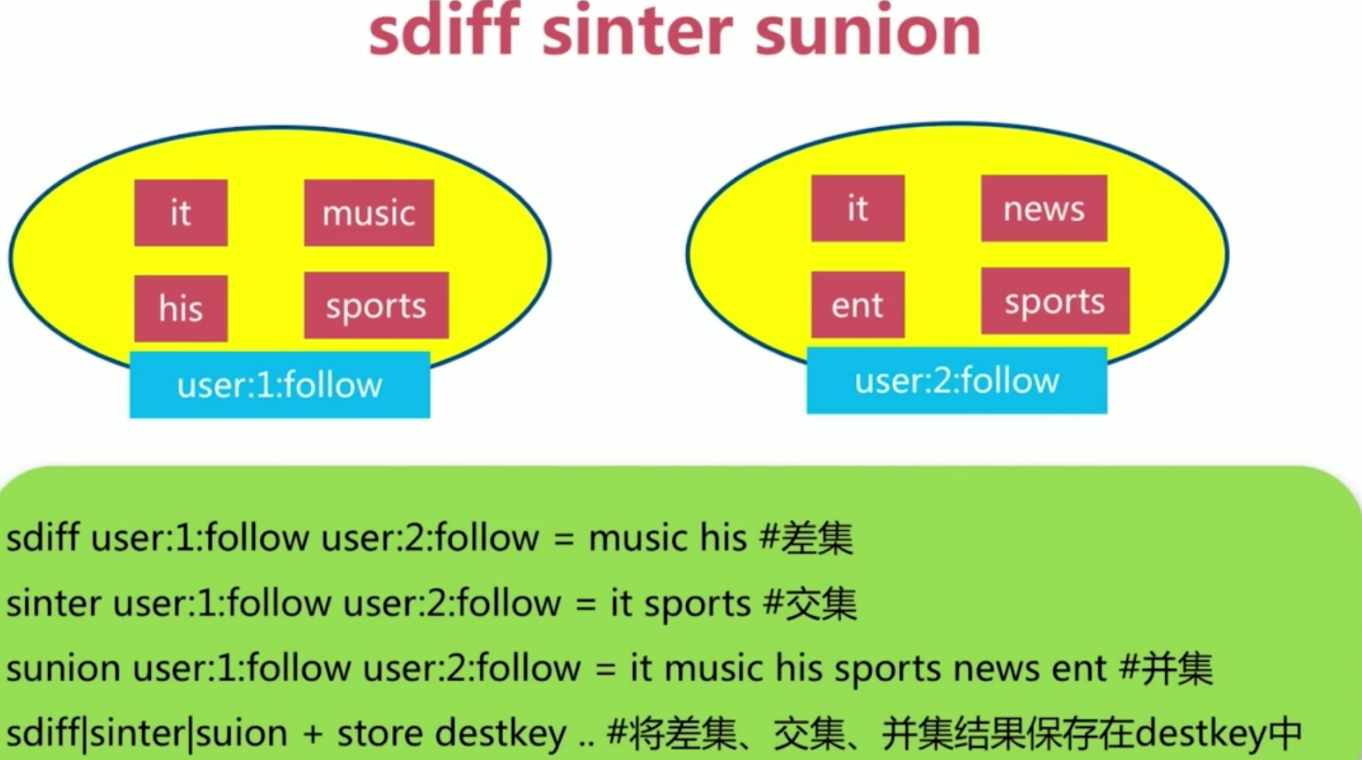 sdiff sinter sunion
it music
his sports
user:1:follow
it news
ent sports
user:2:follow
sdiff user:1:follow user:2:follow = music his #差集
sinter user:1:follow user:2:follow = it sports #交集
sunion user:1:follow user:2:follow = it music his sports news ent #并集
sdiff|sinter|suion + store destkey .. #将差集、交集、并集结果保存在destkey中